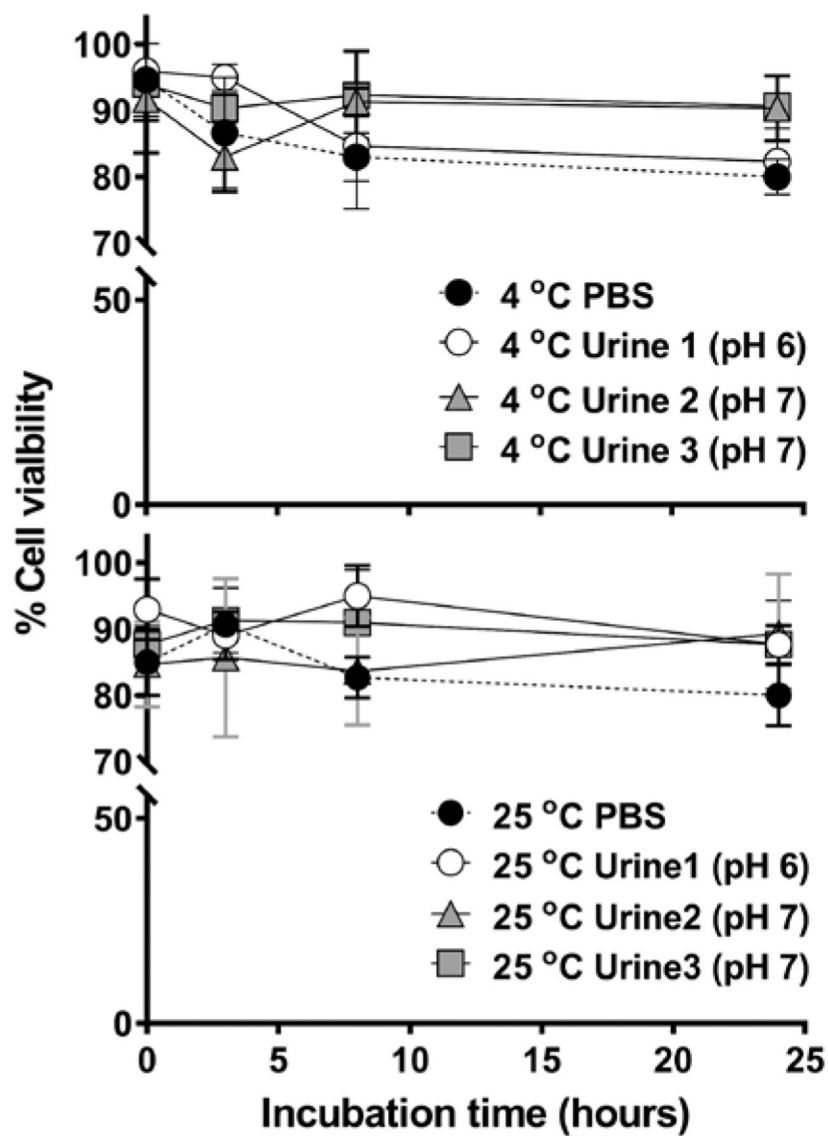 100
90
80
70
50
0
4 °C PBS
4 °C Urine 1 (pH 6)
4 °C Urine 2 (pH 7)
4 °C Urine 3 (pH 7)
% Cell vialbility
100
90
80
70
50
0
25 °C PBS
25 °C Urine1 (pH 6)
25 °C Urine2 (pH 7)
25 °C Urine3 (pH 7)
0 5 10 15 20 25
Incubation time (hours)